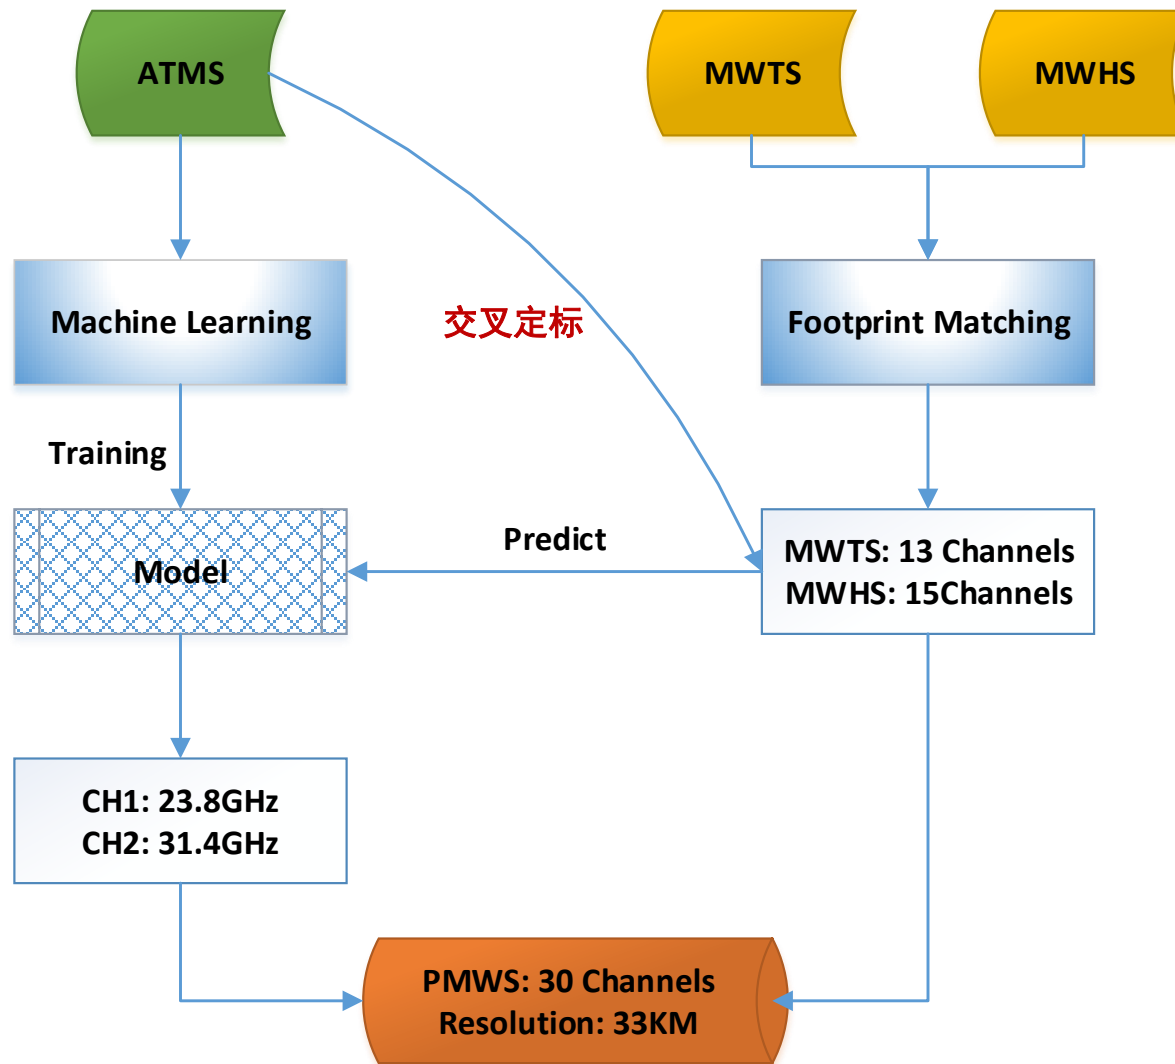 ATMS
MWTS
MWHS
Machine Learning
交叉定标
Footprint Matching
Training
Predict
Model
MWTS: 13 Channels
MWHS: 15Channels
CH1: 23.8GHz
CH2: 31.4GHz
PMWS: 30 Channels
Resolution: 33KM